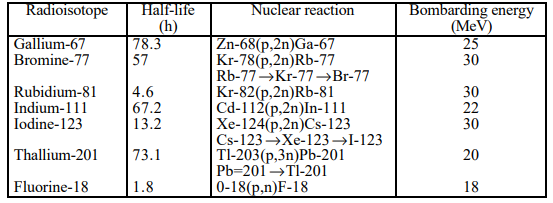 Radioisotope Half-life (h) Nuclear reaction Bombarding energy (MeV)
Gallium-67 78.3 Zn-68(p,2n)Ga-67 25
Bromine-77 57 Kr-78(p,2n)Rb-77 30
Rb-77→Kr-77→Br-77
Rubidium-81 4.6 Kr-82(p,2n)Rb-81 30
Indium-111 67.2 Cd-112(p,2n)In-111 22
Iodine-123 13.2 Xe-124(p,2n)Cs-123 30
Cs-123→Xe-123→I-123
Thallium-201 73.1 Tl-203(p,3n)Pb-201 20
Pb=201→Tl-201
Fluorine-18 1.8 0-18(p,n)F-18 18